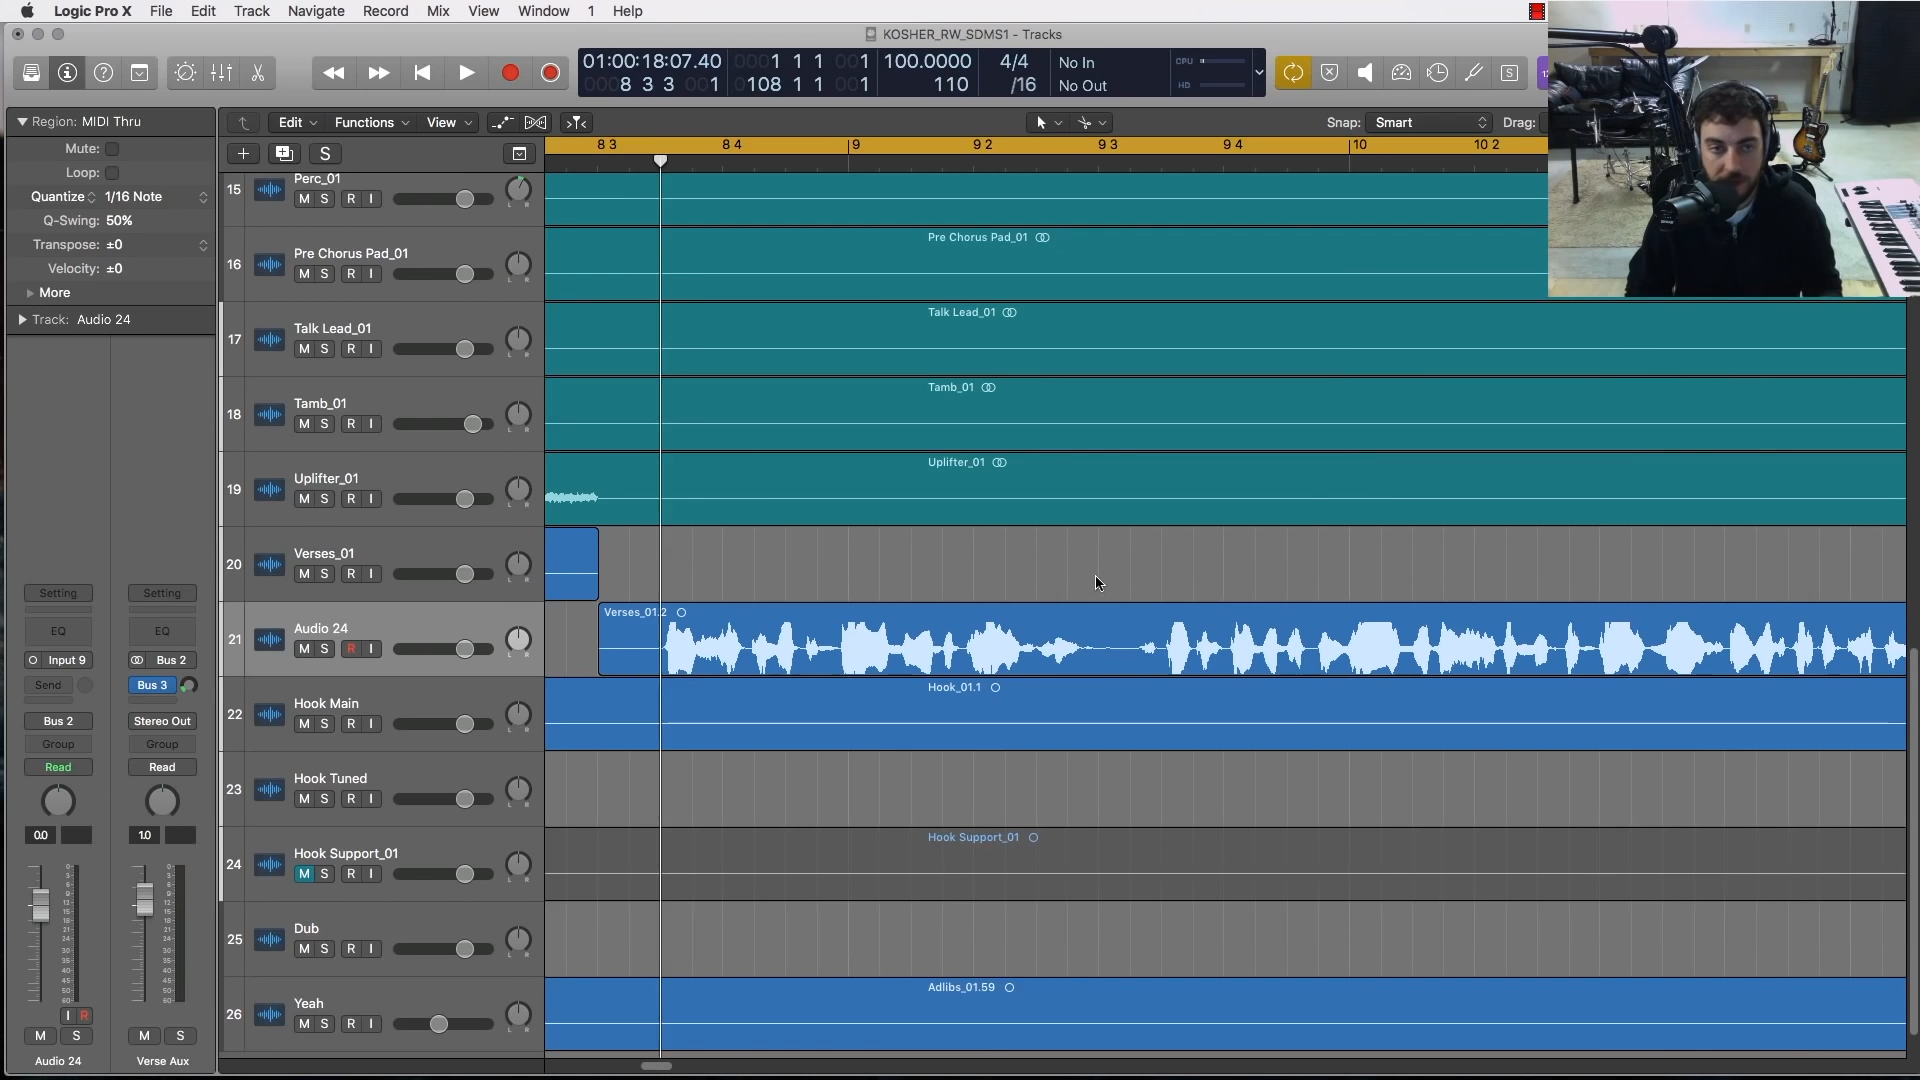 Logic Pro X File Edit Track Navigate Record Mix View Window 1 Help
KOSHER_RW_SDMS1 - Tracks
01:00:18:07.40 0001 1 1 001 100.0000 4/4 No In CPU
0008 3 3 001 0108 1 1 001 110 /16 No Out HD
Region: MIDI Thru
Edit Functions View Snap: Smart Drag:
Mute:
Loop:
Quantize 1/16 Note
Q-Swing: 50%
Transpose: ±0
Velocity: ±0
More
Track: Audio 24
S
8 3 8 4 9 9 2 9 3 9 4 10 10 2
15 Perc_01
M S R I
16 Pre Chorus Pad_01
M S R I
Pre Chorus Pad_01
17 Talk Lead_01
M S R I
Talk Lead_01
18 Tamb_01
M S R I
Tamb_01
19 Uplifter_01
M S R I
Uplifter_01
20 Verses_01
M S R I
21 Audio 24
M S R I
Verses_01.2
22 Hook Main
M S R I
Hook_01.1
23 Hook Tuned
M S R I
24 Hook Support_01
M S R I
Hook Support_01
25 Dub
M S R I
26 Yeah
M S R I
Adlibs_01.59
Setting Setting
EQ EQ
Input 9 Bus 2
Send Bus 3
Bus 2 Stereo Out
Group Group
Read Read
0.0 1.0
I R
M S M S
Audio 24 Verse Aux